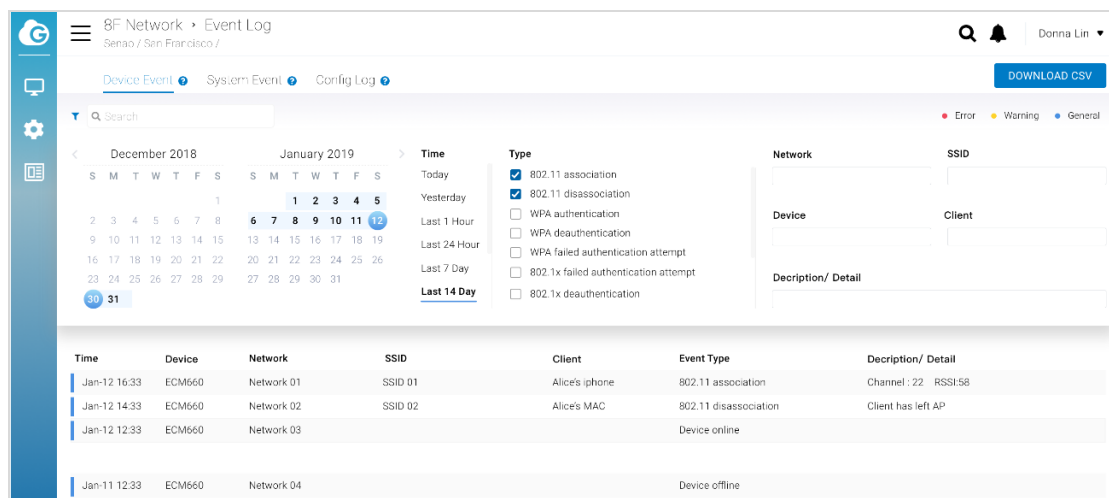 8F Network › Event Log
Senao / San Francisco /
Donna Lin
Device Event System Event Config Log
DOWNLOAD CSV
Search
Error Warning General
December 2018
S M T W T F S
1
2 3 4 5 6 7 8
9 10 11 12 13 14 15
16 17 18 19 20 21 22
23 24 25 26 27 28 29
30 31
January 2019
S M T W T F S
1 2 3 4 5
6 7 8 9 10 11 12
13 14 15 16 17 18 19
20 21 22 23 24 25 26
27 28 29 30 31
Time
Today
Yesterday
Last 1 Hour
Last 24 Hour
Last 7 Day
Last 14 Day
Type
802.11 association
802.11 disassociation
WPA authentication
WPA deauthentication
WPA failed authentication attempt
802.1x failed authentication attempt
802.1x deauthentication
Network
SSID
Device
Client
Decription/ Detail
Time Device Network SSID Client Event Type Decription/ Detail
Jan-12 16:33 ECM660 Network 01 SSID 01 Alice's iphone 802.11 association Channel : 22 RSSI:58
Jan-12 14:33 ECM660 Network 02 SSID 02 Alice's MAC 802.11 disassociation Client has left AP
Jan-12 12:33 ECM660 Network 03 Device online
Jan-11 12:33 ECM660 Network 04 Device offline